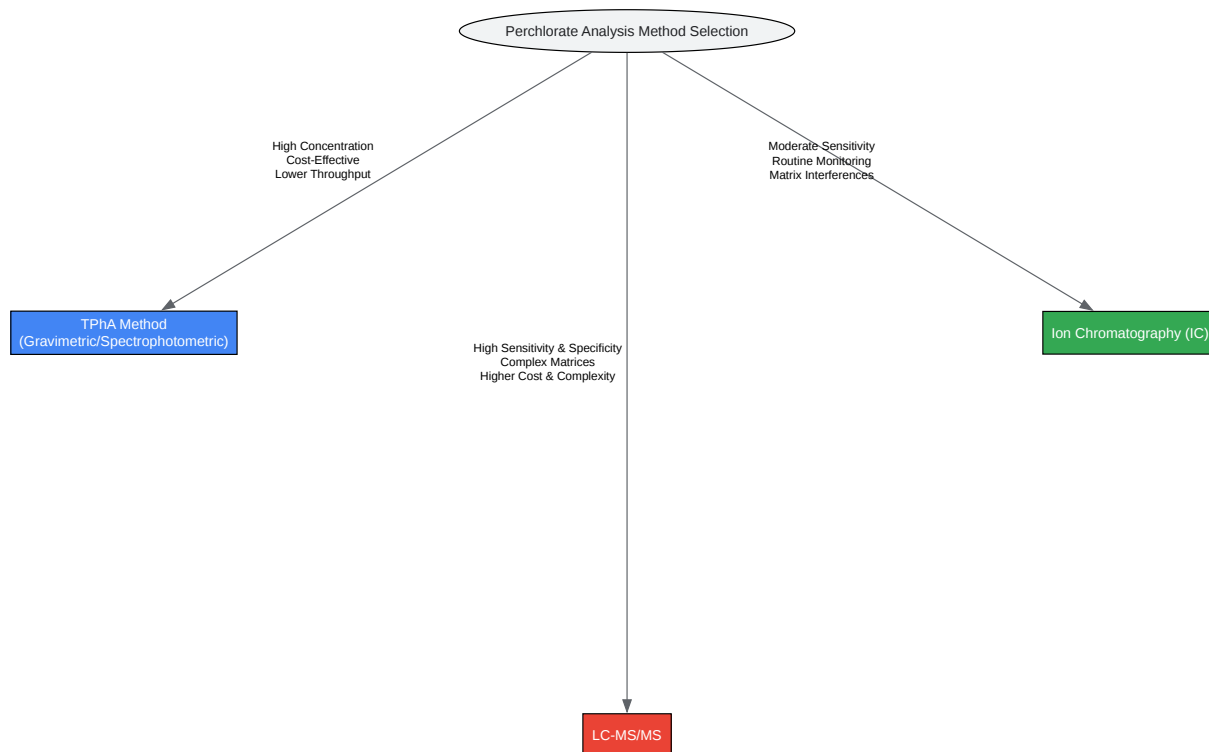 Perchlorate Analysis Method Selection
High Concentration
Cost-Effective
Lower Throughput
Moderate Sensitivity
Routine Monitoring
Matrix Interferences
TPhA Method
(Gravimetric/Spectrophotometric)
Ion Chromatography (IC)
High Sensitivity & Specificity
Complex Matrices
Higher Cost & Complexity
LC-MS/MS